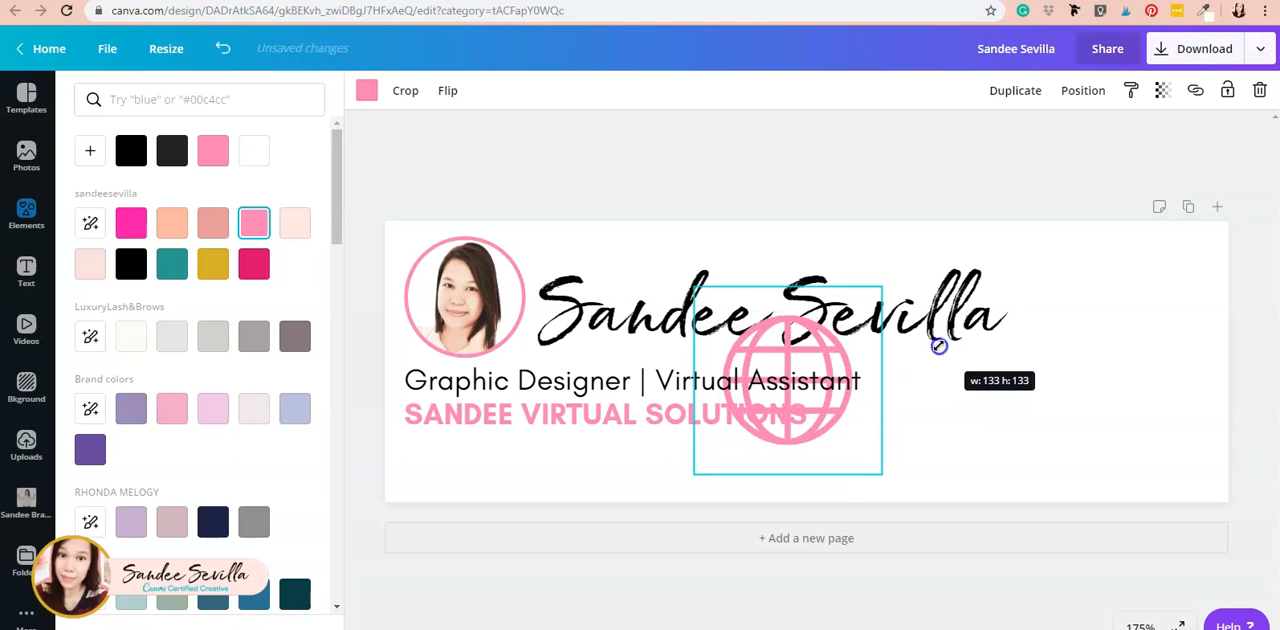 canva.com/design/DADrAtkSA64/gkBEKvh_zwiDBgJ7HFxAeQ/edit?category=tACFapY0WQc
Home File Resize Unsaved changes Sandee Sevilla Share Download
Templates
Photos
Elements
Text
Videos
Bkground
Uploads
Sandee Bra...
Folde
Try "blue" or "#00c4cc"
sandeesevilla
LuxuryLash&Brows
Brand colors
RHONDA MELOGY
Crop Flip Duplicate Position
Sandee Sevilla
Graphic Designer | Virtual Assistant
SANDEE VIRTUAL SOLUTIONS
w: 133 h: 133
+ Add a new page
Sandee Sevilla
Canva Certified Creative
175%
Help ?